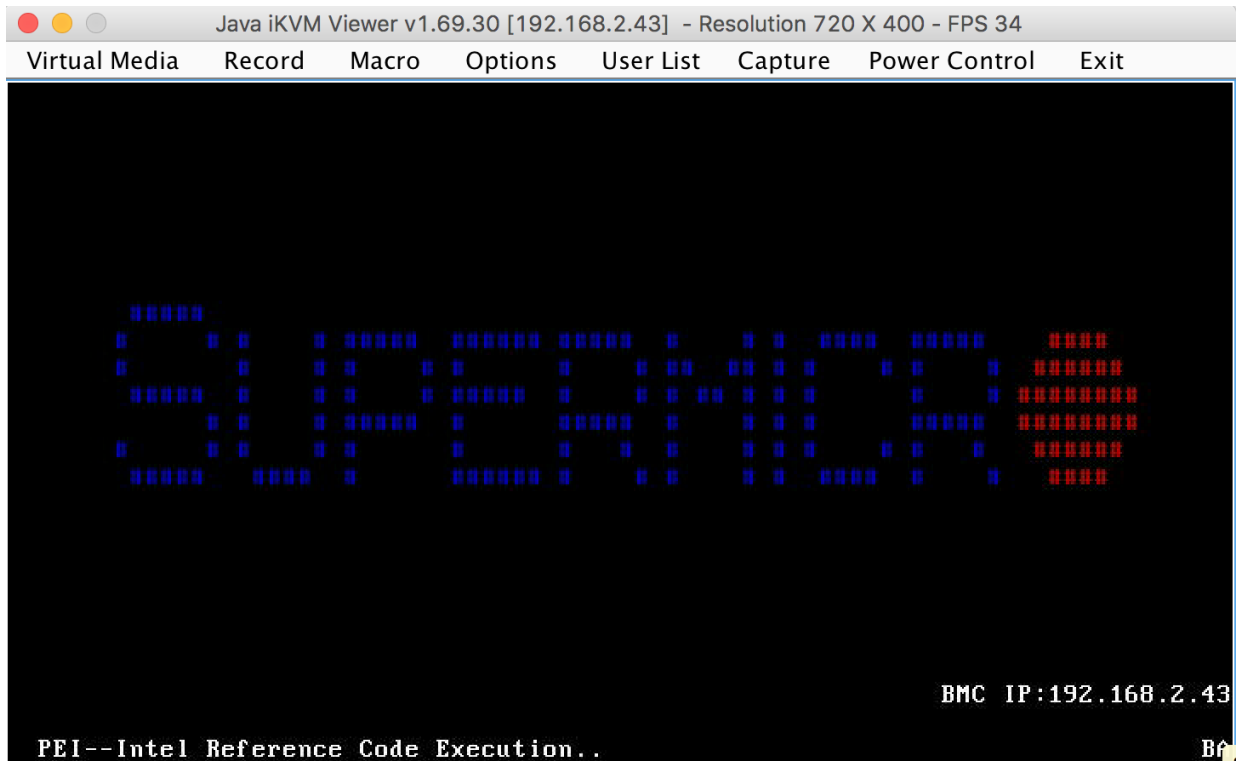 Java iKVM Viewer v1.69.30 [192.168.2.43] - Resolution 720 X 400 - FPS 34
Virtual Media Record Macro Options User List Capture Power Control Exit
SUPERMICR
BMC IP:192.168.2.43
PEI--Intel Reference Code Execution..